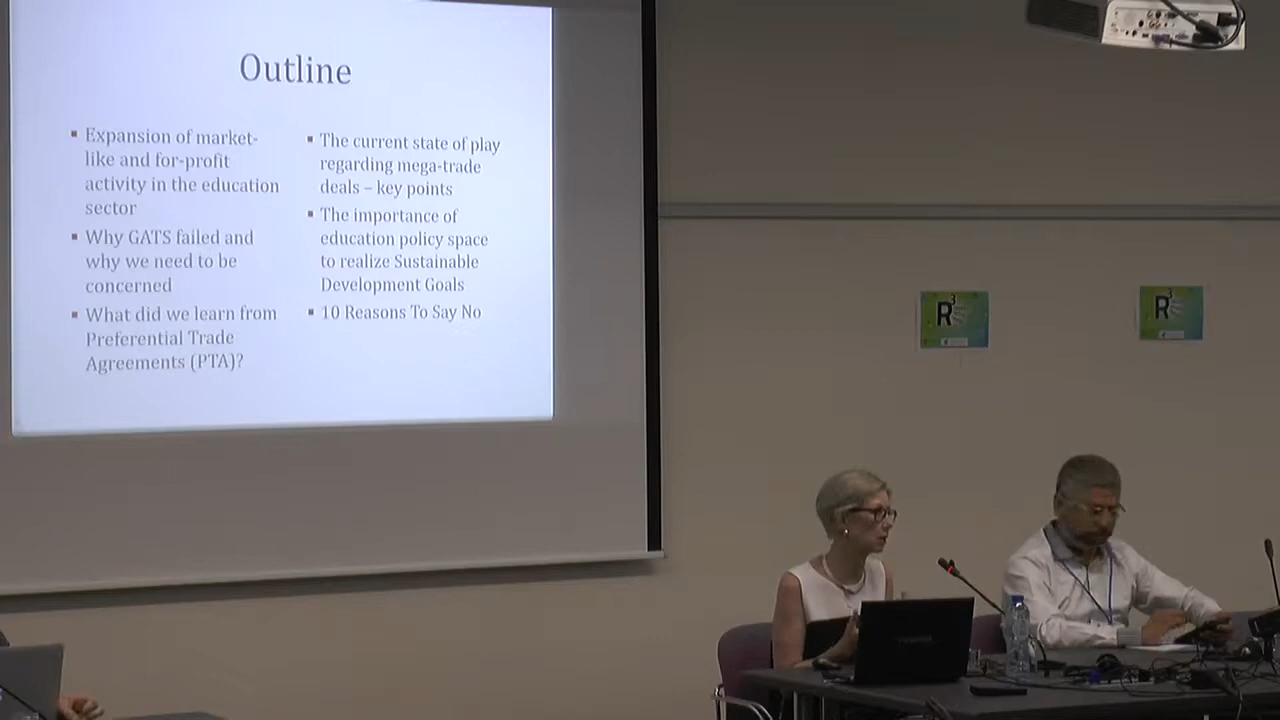 Outline
Expansion of market-
like and for-profit
activity in the education
sector
Why GATS failed and
why we need to be
concerned
What did we learn from
Preferential Trade
Agreements (PTA)?
The current state of play
regarding mega-trade
deals – key points
The importance of
education policy space
to realize Sustainable
Development Goals
10 Reasons To Say No
R3
R3